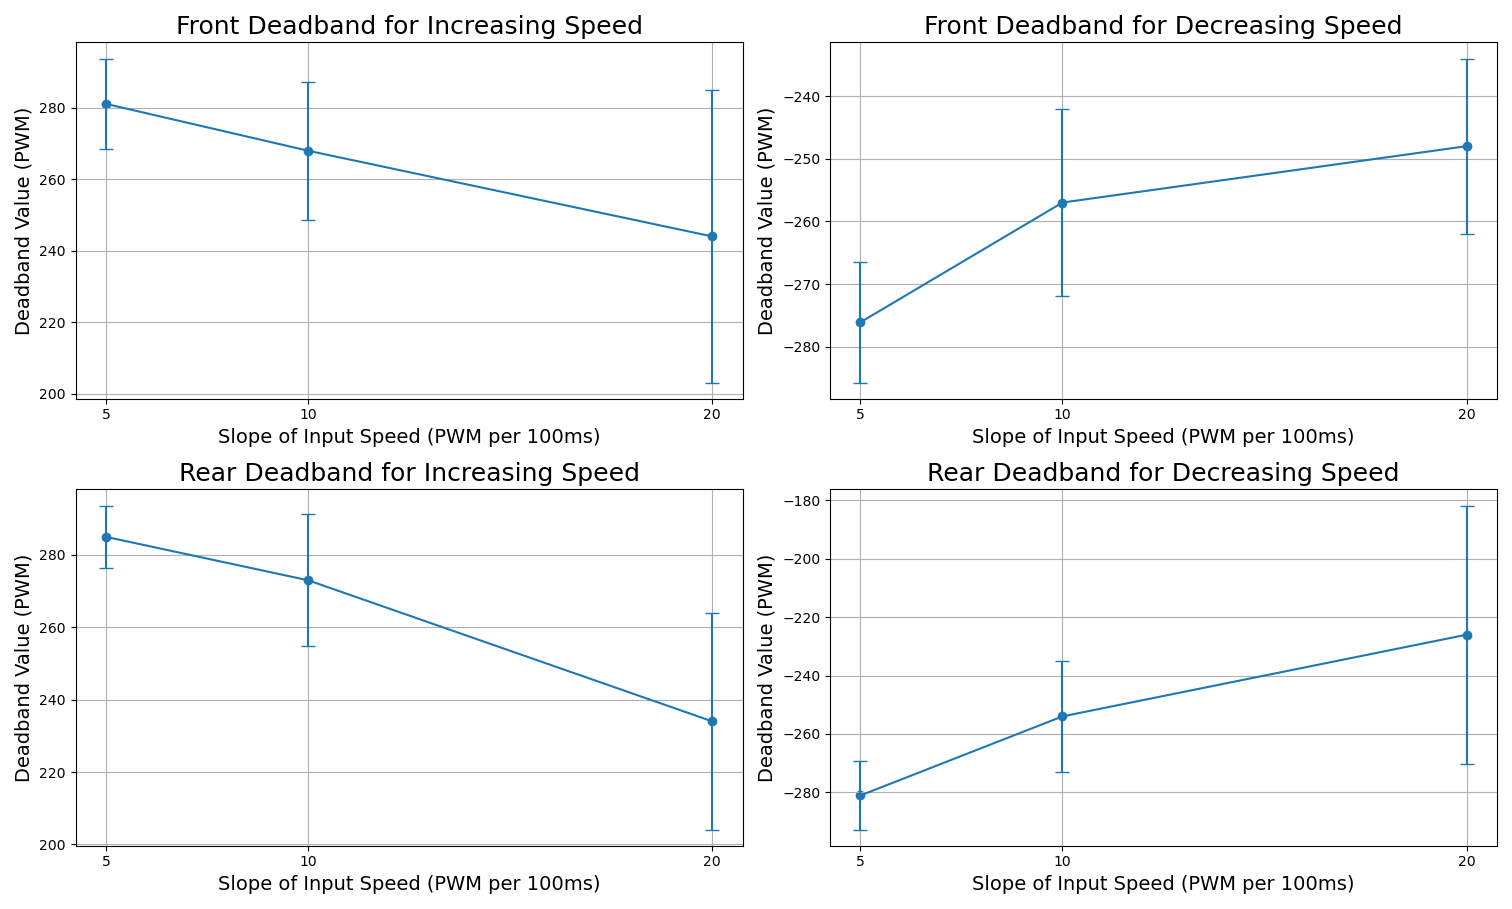 Front Deadband for Increasing Speed
Deadband Value (PWM)
280
260
240
220
200
5 10 20
Slope of Input Speed (PWM per 100ms)
Front Deadband for Decreasing Speed
Deadband Value (PWM)
−240
−250
−260
−270
−280
5 10 20
Slope of Input Speed (PWM per 100ms)
Rear Deadband for Increasing Speed
Deadband Value (PWM)
280
260
240
220
200
5 10 20
Slope of Input Speed (PWM per 100ms)
Rear Deadband for Decreasing Speed
Deadband Value (PWM)
−180
−200
−220
−240
−260
−280
5 10 20
Slope of Input Speed (PWM per 100ms)